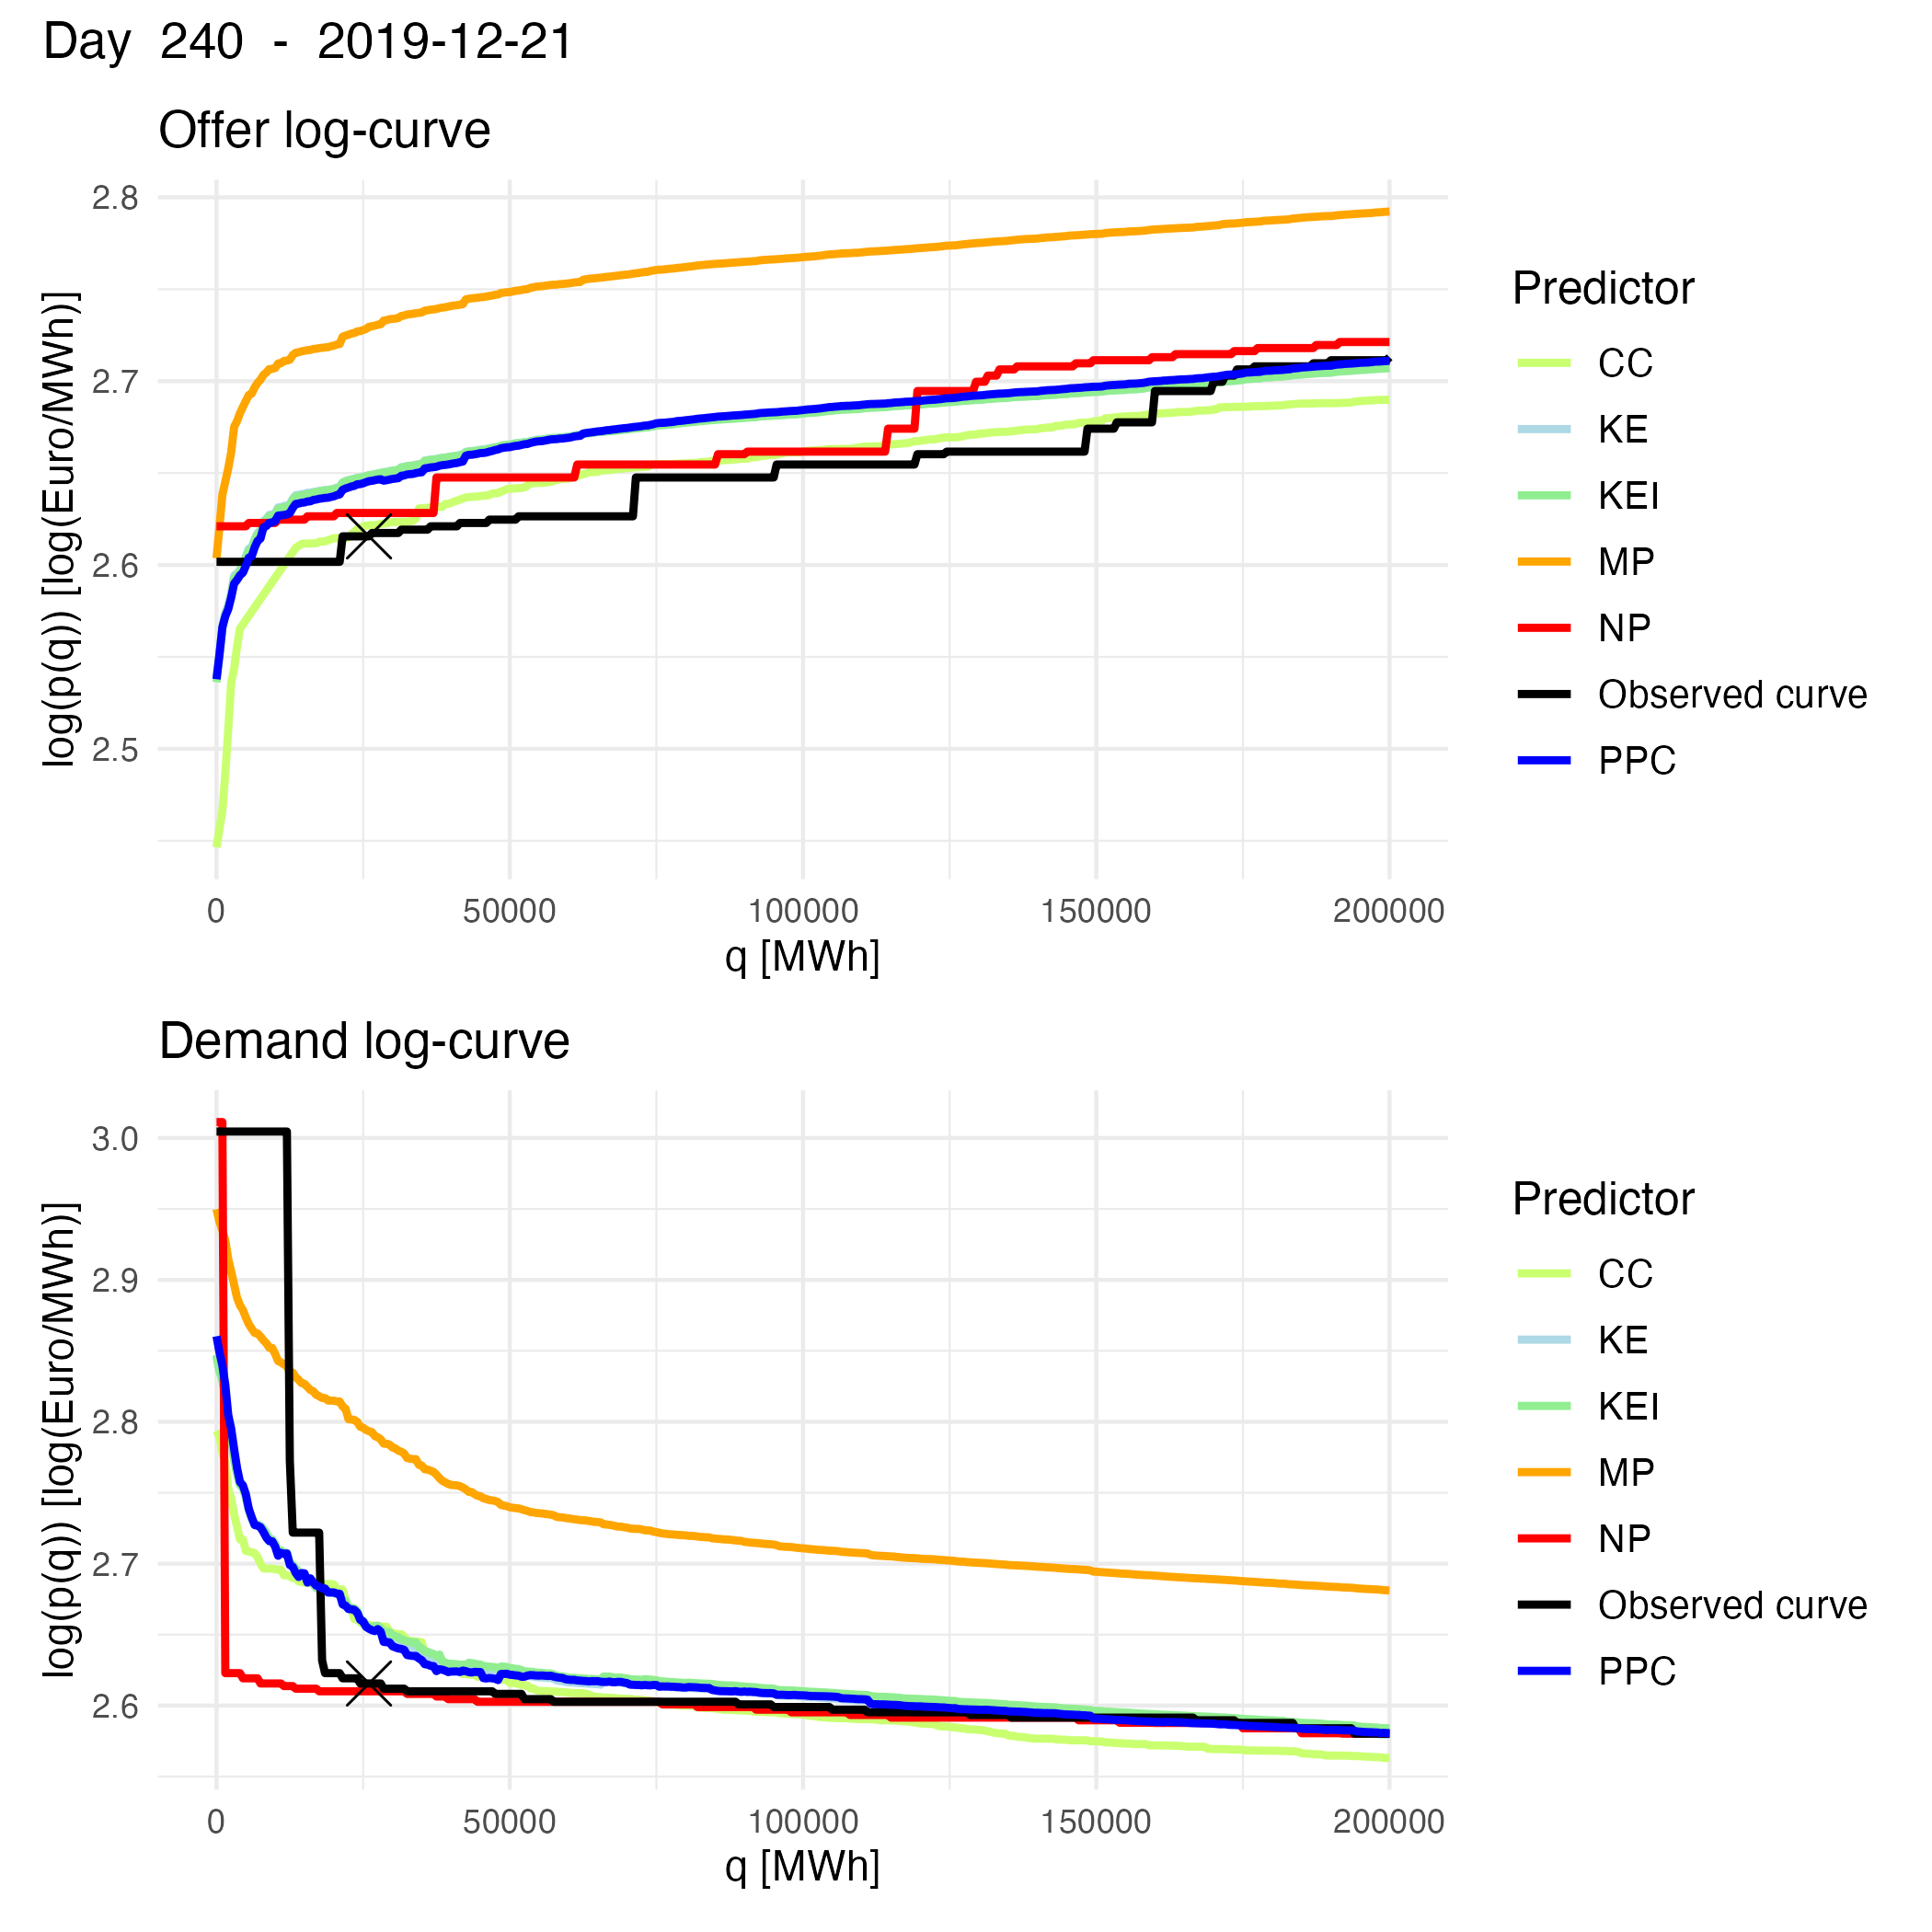 Day 240 - 2019-12-21
Offer log-curve
log(p(q)) [log(Euro/MWh)]
2.8
2.7
2.6
2.5
0 50000 100000 150000 200000
q [MWh]
Predictor
CC
KE
KEI
MP
NP
Observed curve
PPC
Demand log-curve
log(p(q)) [log(Euro/MWh)]
3.0
2.9
2.8
2.7
2.6
0 50000 100000 150000 200000
q [MWh]
Predictor
CC
KE
KEI
MP
NP
Observed curve
PPC